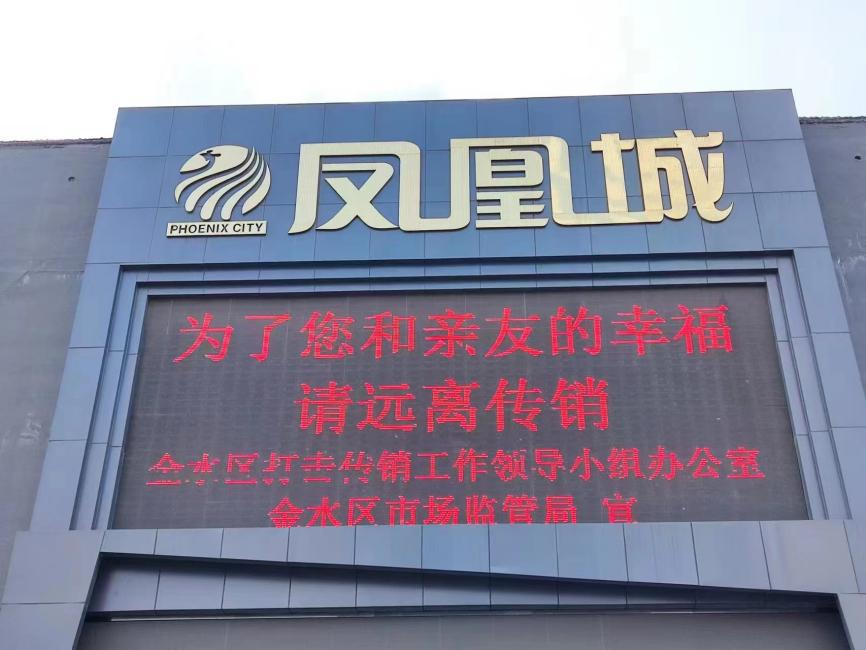 凤凰城
PHOENIX CITY
为了您和亲友的幸福
请远离传销
金水区打击传销工作领导小组办公室
金水区市场监管局 宣